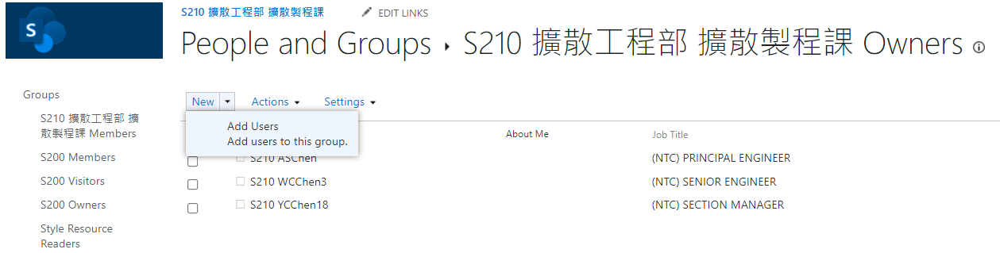 S
S210 擴散工程部 擴散製程課
EDIT LINKS
People and Groups ▸ S210 擴散工程部 擴散製程課 Owners
Groups
S210 擴散工程部 擴
散製程課 Members
S200 Members
S200 Visitors
S200 Owners
Style Resource
Readers
New Actions Settings
Add Users
Add users to this group.
About Me Job Title
S210 ASChen (NTC) PRINCIPAL ENGINEER
S210 WCChen3 (NTC) SENIOR ENGINEER
S210 YCChen18 (NTC) SECTION MANAGER